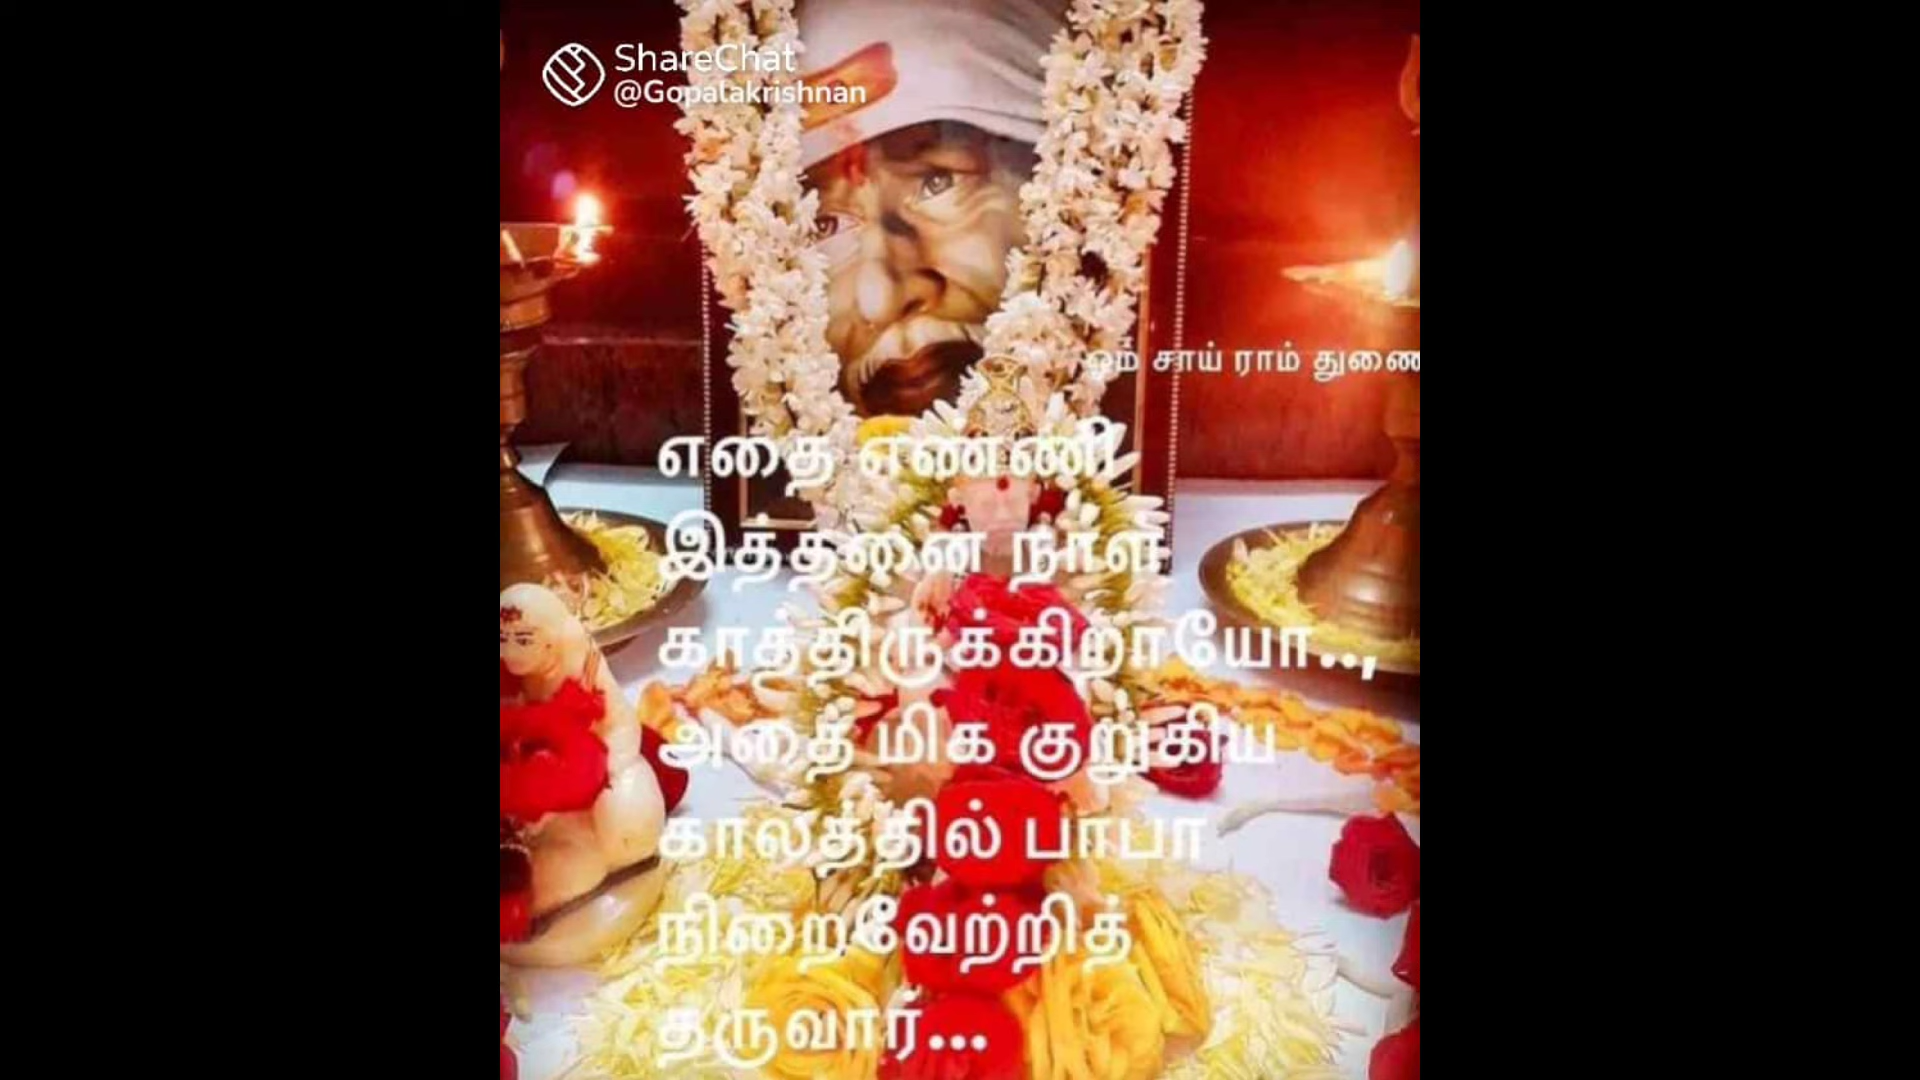 ShareChat
@Gopalakrishnan
ஓம் சாய் ராம் துணை
எதை எண்ணி
இத்தனை நாள்
காத்திருக்கிறாயோ..,
அதை மிக குறுகிய
காலத்தில் பாபா
நிறைவேற்றித்
தருவார்...